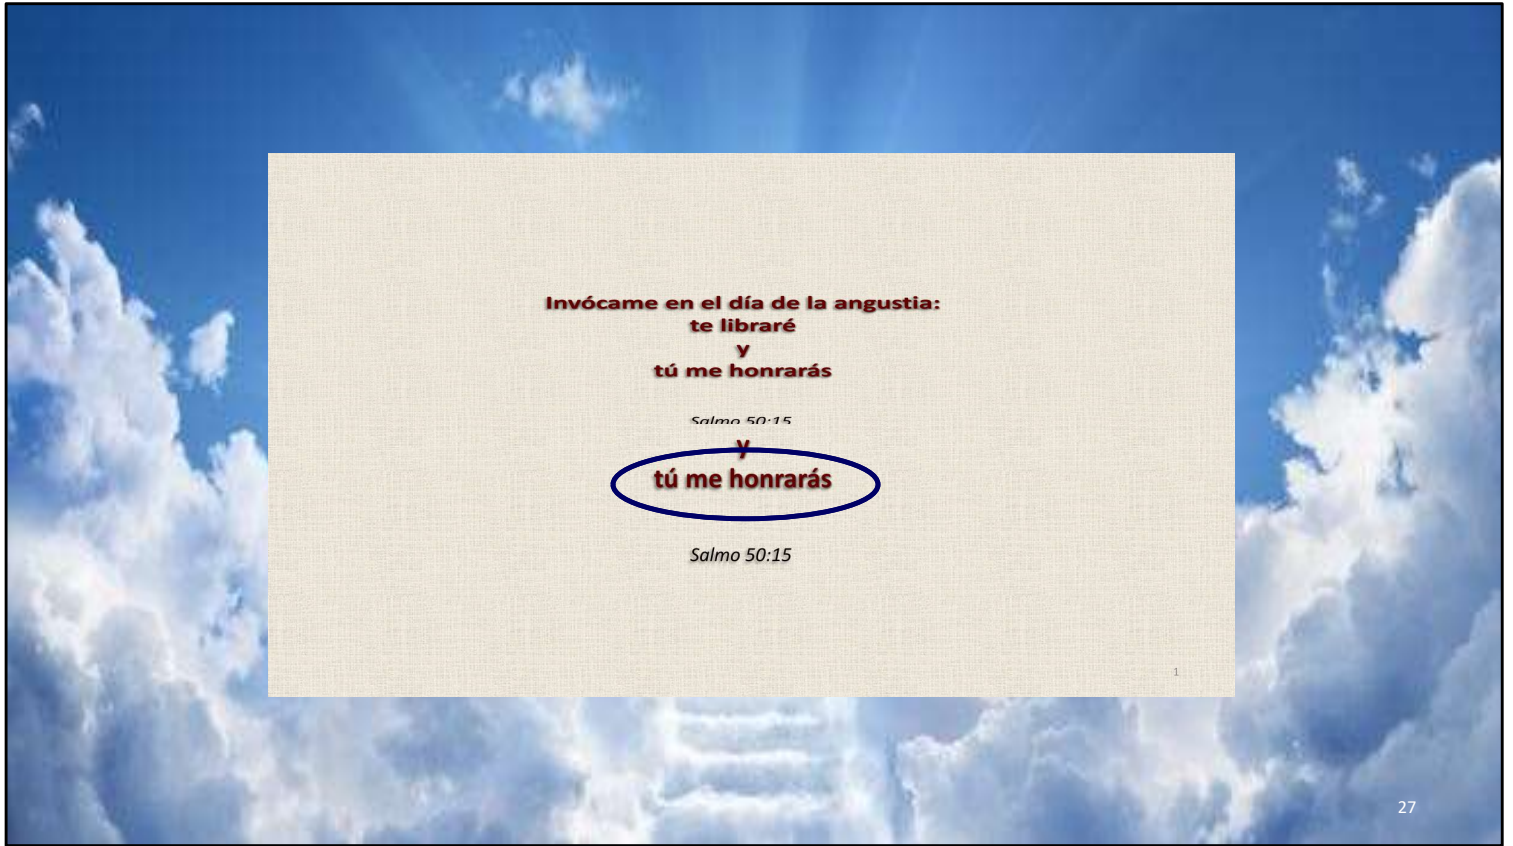 Invócame en el día de la angustia:
te libraré
y
tú me honrarás
Salmo 50:15
y
tú me honrarás
Salmo 50:15
1
27